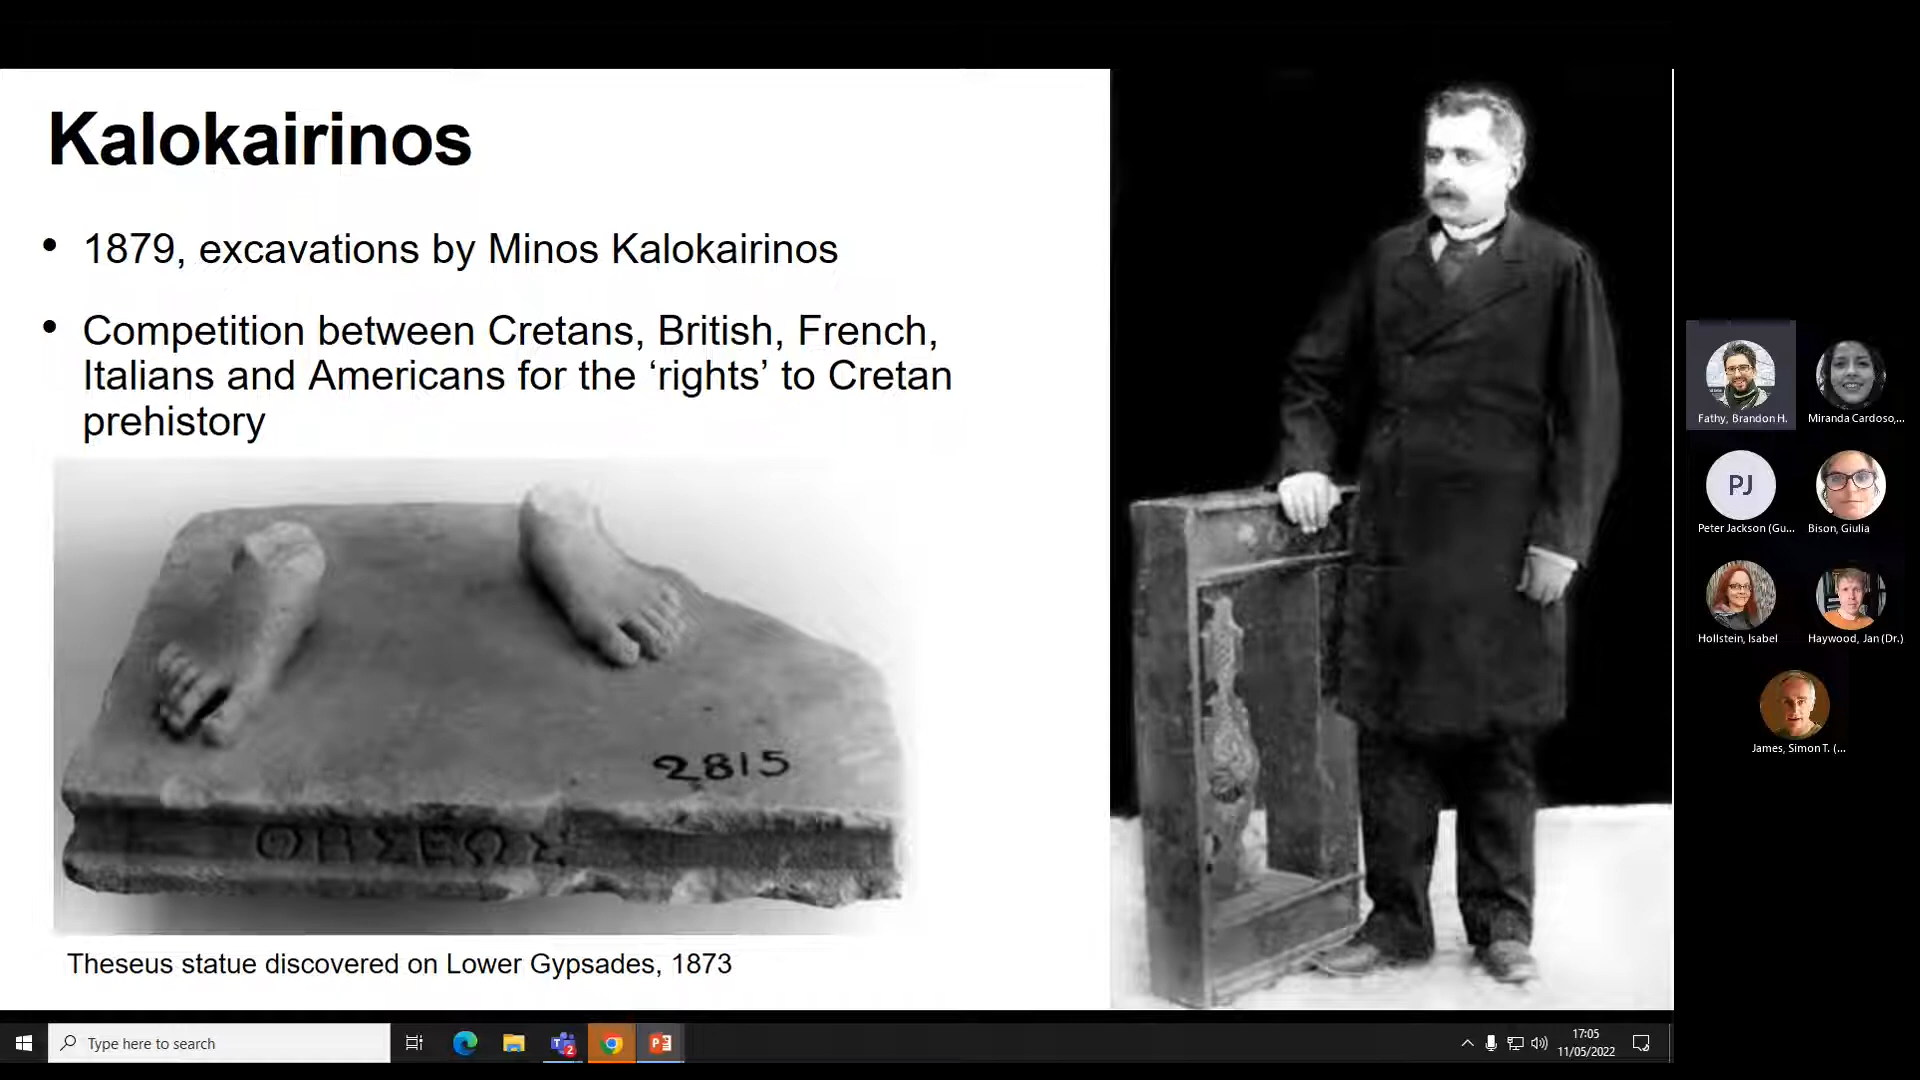 Kalokairinos
• 1879, excavations by Minos Kalokairinos
• Competition between Cretans, British, French,
Italians and Americans for the ‘rights’ to Cretan
prehistory
2815
ΘΗΣΕΩΣ
Theseus statue discovered on Lower Gypsades, 1873
Fathy, Brandon H.
Miranda Cardoso,...
PJ
Peter Jackson (Gu...
Bison, Giulia
Hollstein, Isabel
Haywood, Jan (Dr.)
James, Simon T. (...
Type here to search
17:05
11/05/2022